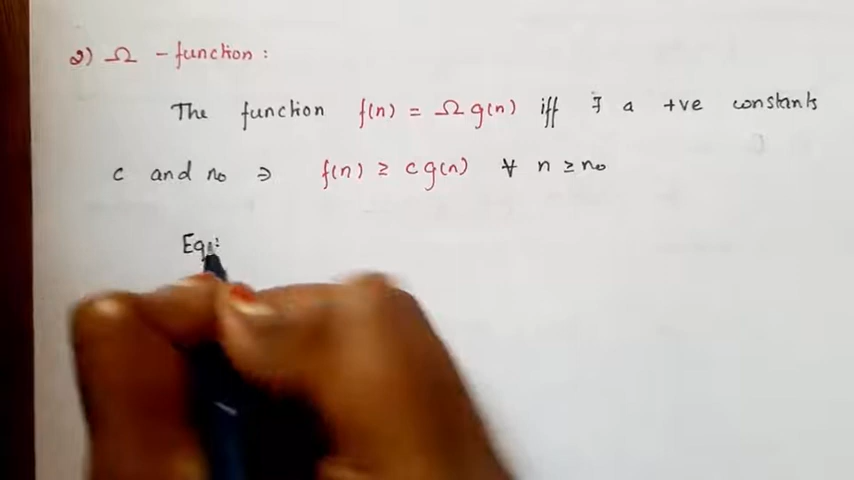 2) Ω - function :
The function f(n) = Ω g(n) iff ∃ a +ve constants
c and n₀ ∋ f(n) ≥ c g(n) ∀ n ≥ n₀
Eg: